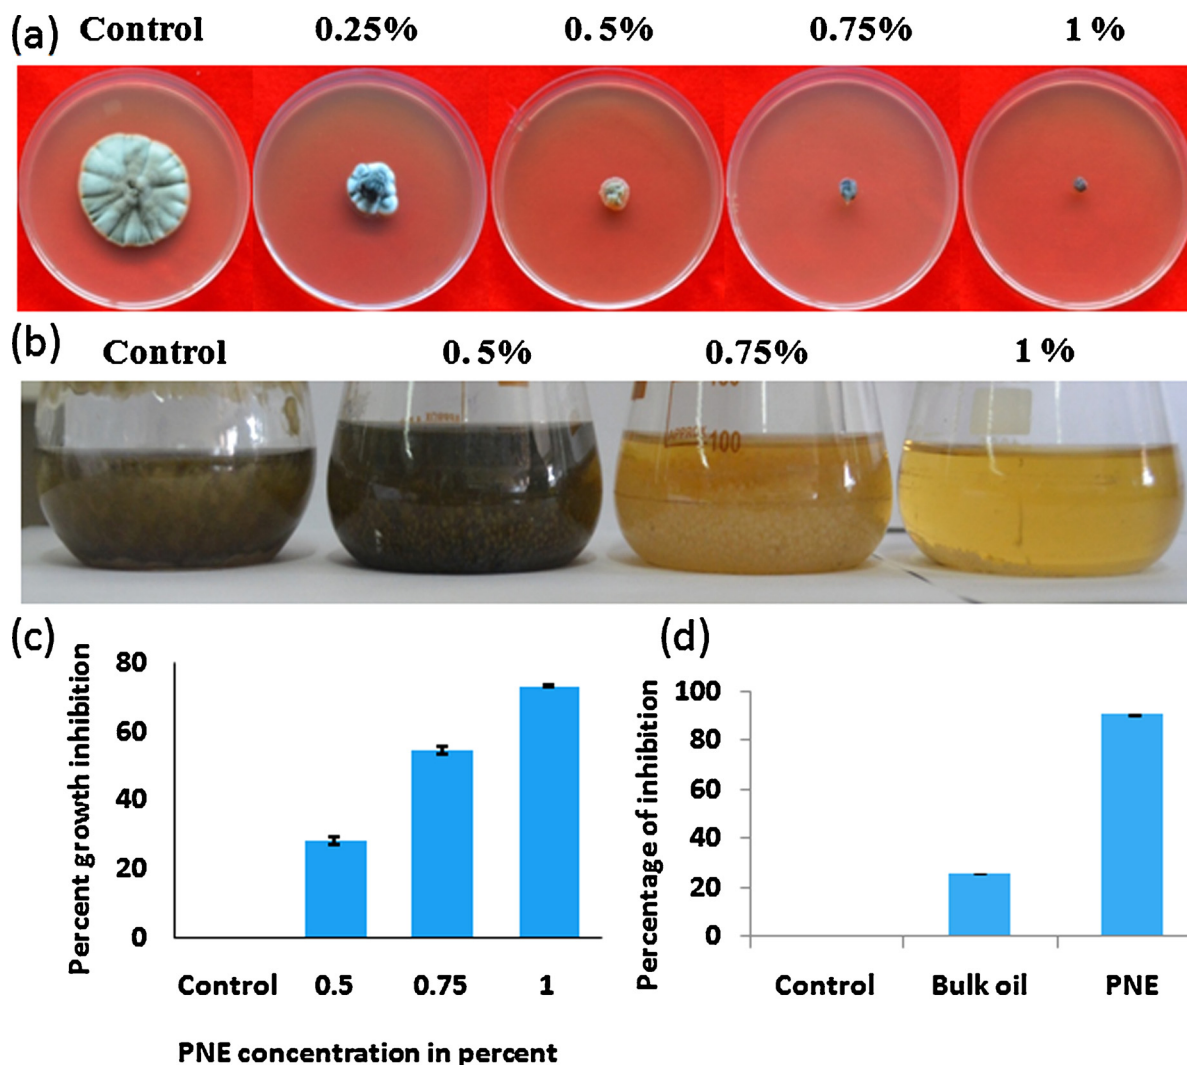 (a) Control 0.25% 0.5% 0.75% 1 %
(b) Control 0.5% 0.75% 1 %
APPROX
APPROX 100
(c)
Percent growth inhibition
80
60
40
20
0
Control 0.5 0.75 1
PNE concentration in percent
(d)
Percentage of inhibition
100
80
60
40
20
0
Control Bulk oil PNE